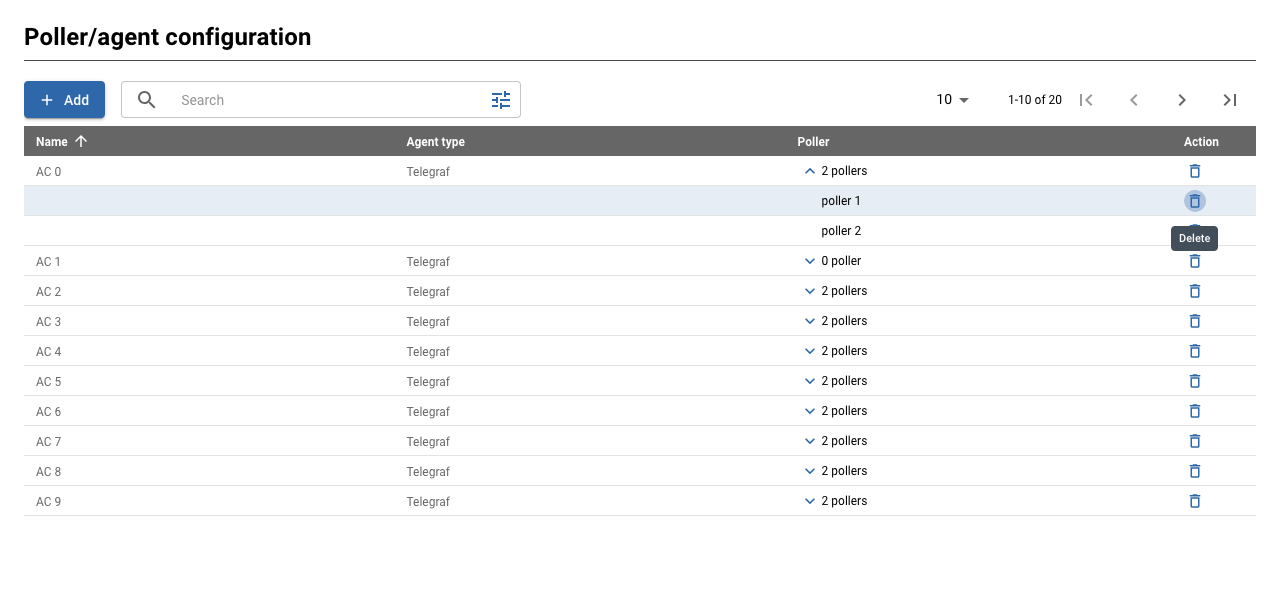 Poller/agent configuration
Add
Search
10
1-10 of 20
Name Agent type Poller Action
AC 0 Telegraf 2 pollers
poller 1
poller 2
Delete
AC 1 Telegraf 0 poller
AC 2 Telegraf 2 pollers
AC 3 Telegraf 2 pollers
AC 4 Telegraf 2 pollers
AC 5 Telegraf 2 pollers
AC 6 Telegraf 2 pollers
AC 7 Telegraf 2 pollers
AC 8 Telegraf 2 pollers
AC 9 Telegraf 2 pollers